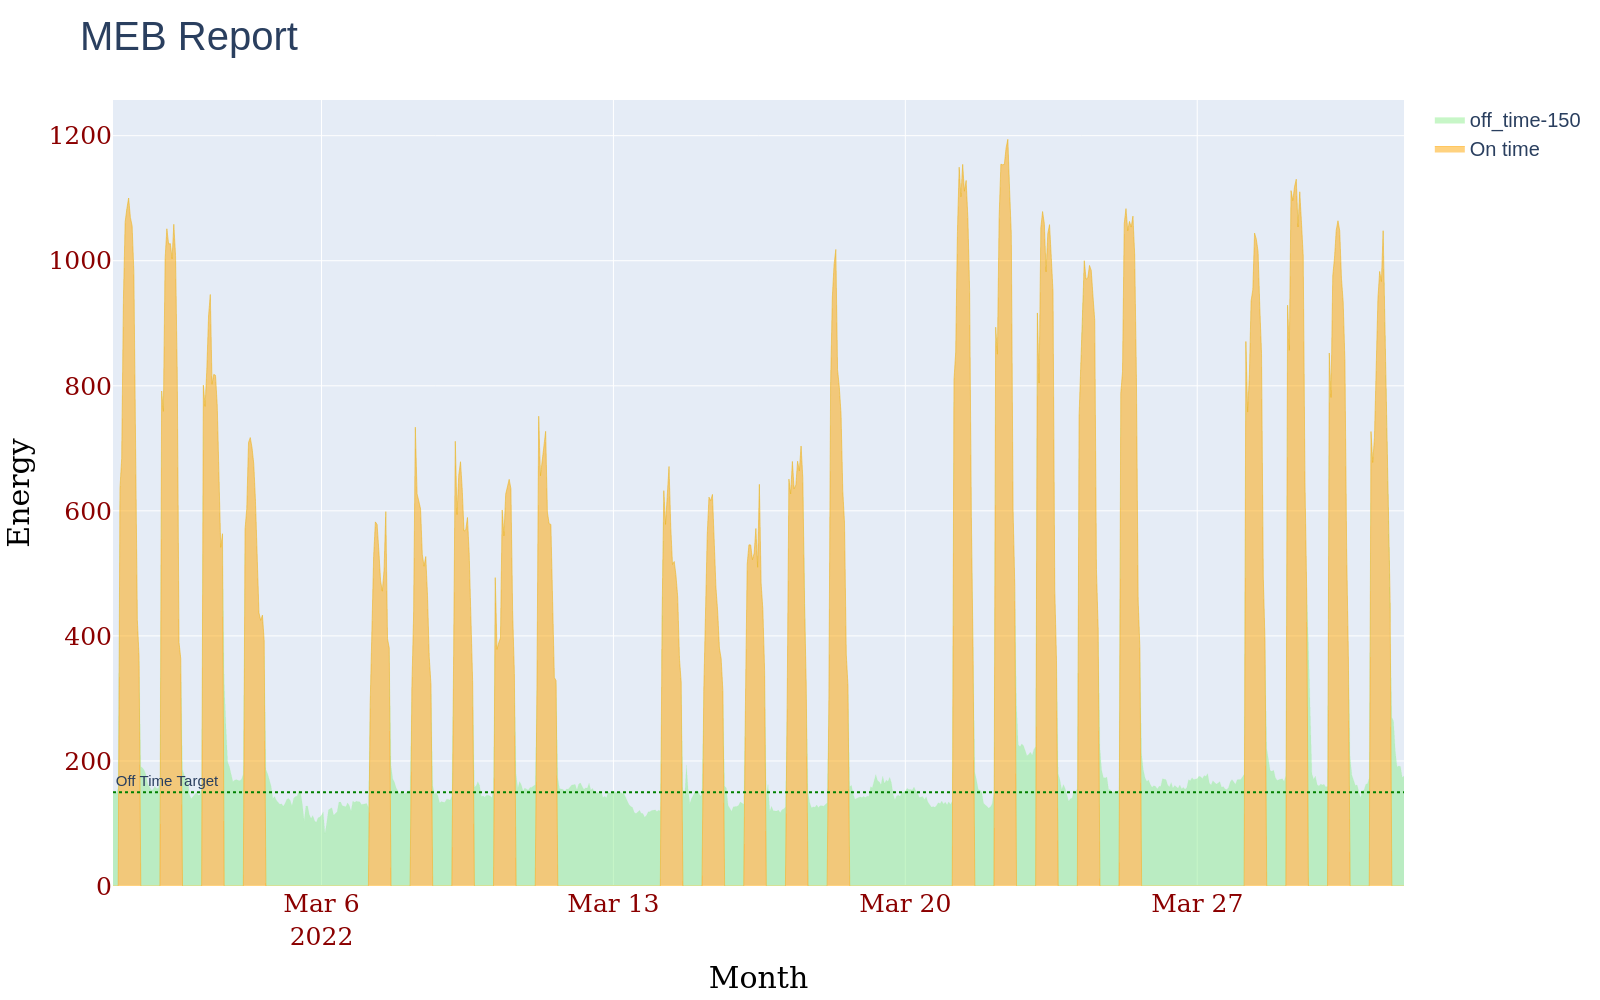 MEB Report
off_time-150
On time
1200
1000
800
600
400
200
0
Energy
Off Time Target
Mar 6
2022
Mar 13
Mar 20
Mar 27
Month